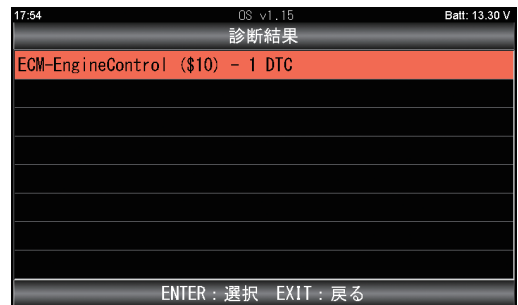 17:54 OS v1.15 Batt: 13.30 V
診断結果
ECM-EngineControl ($10) - 1 DTC
ENTER：選択 EXIT：戻る